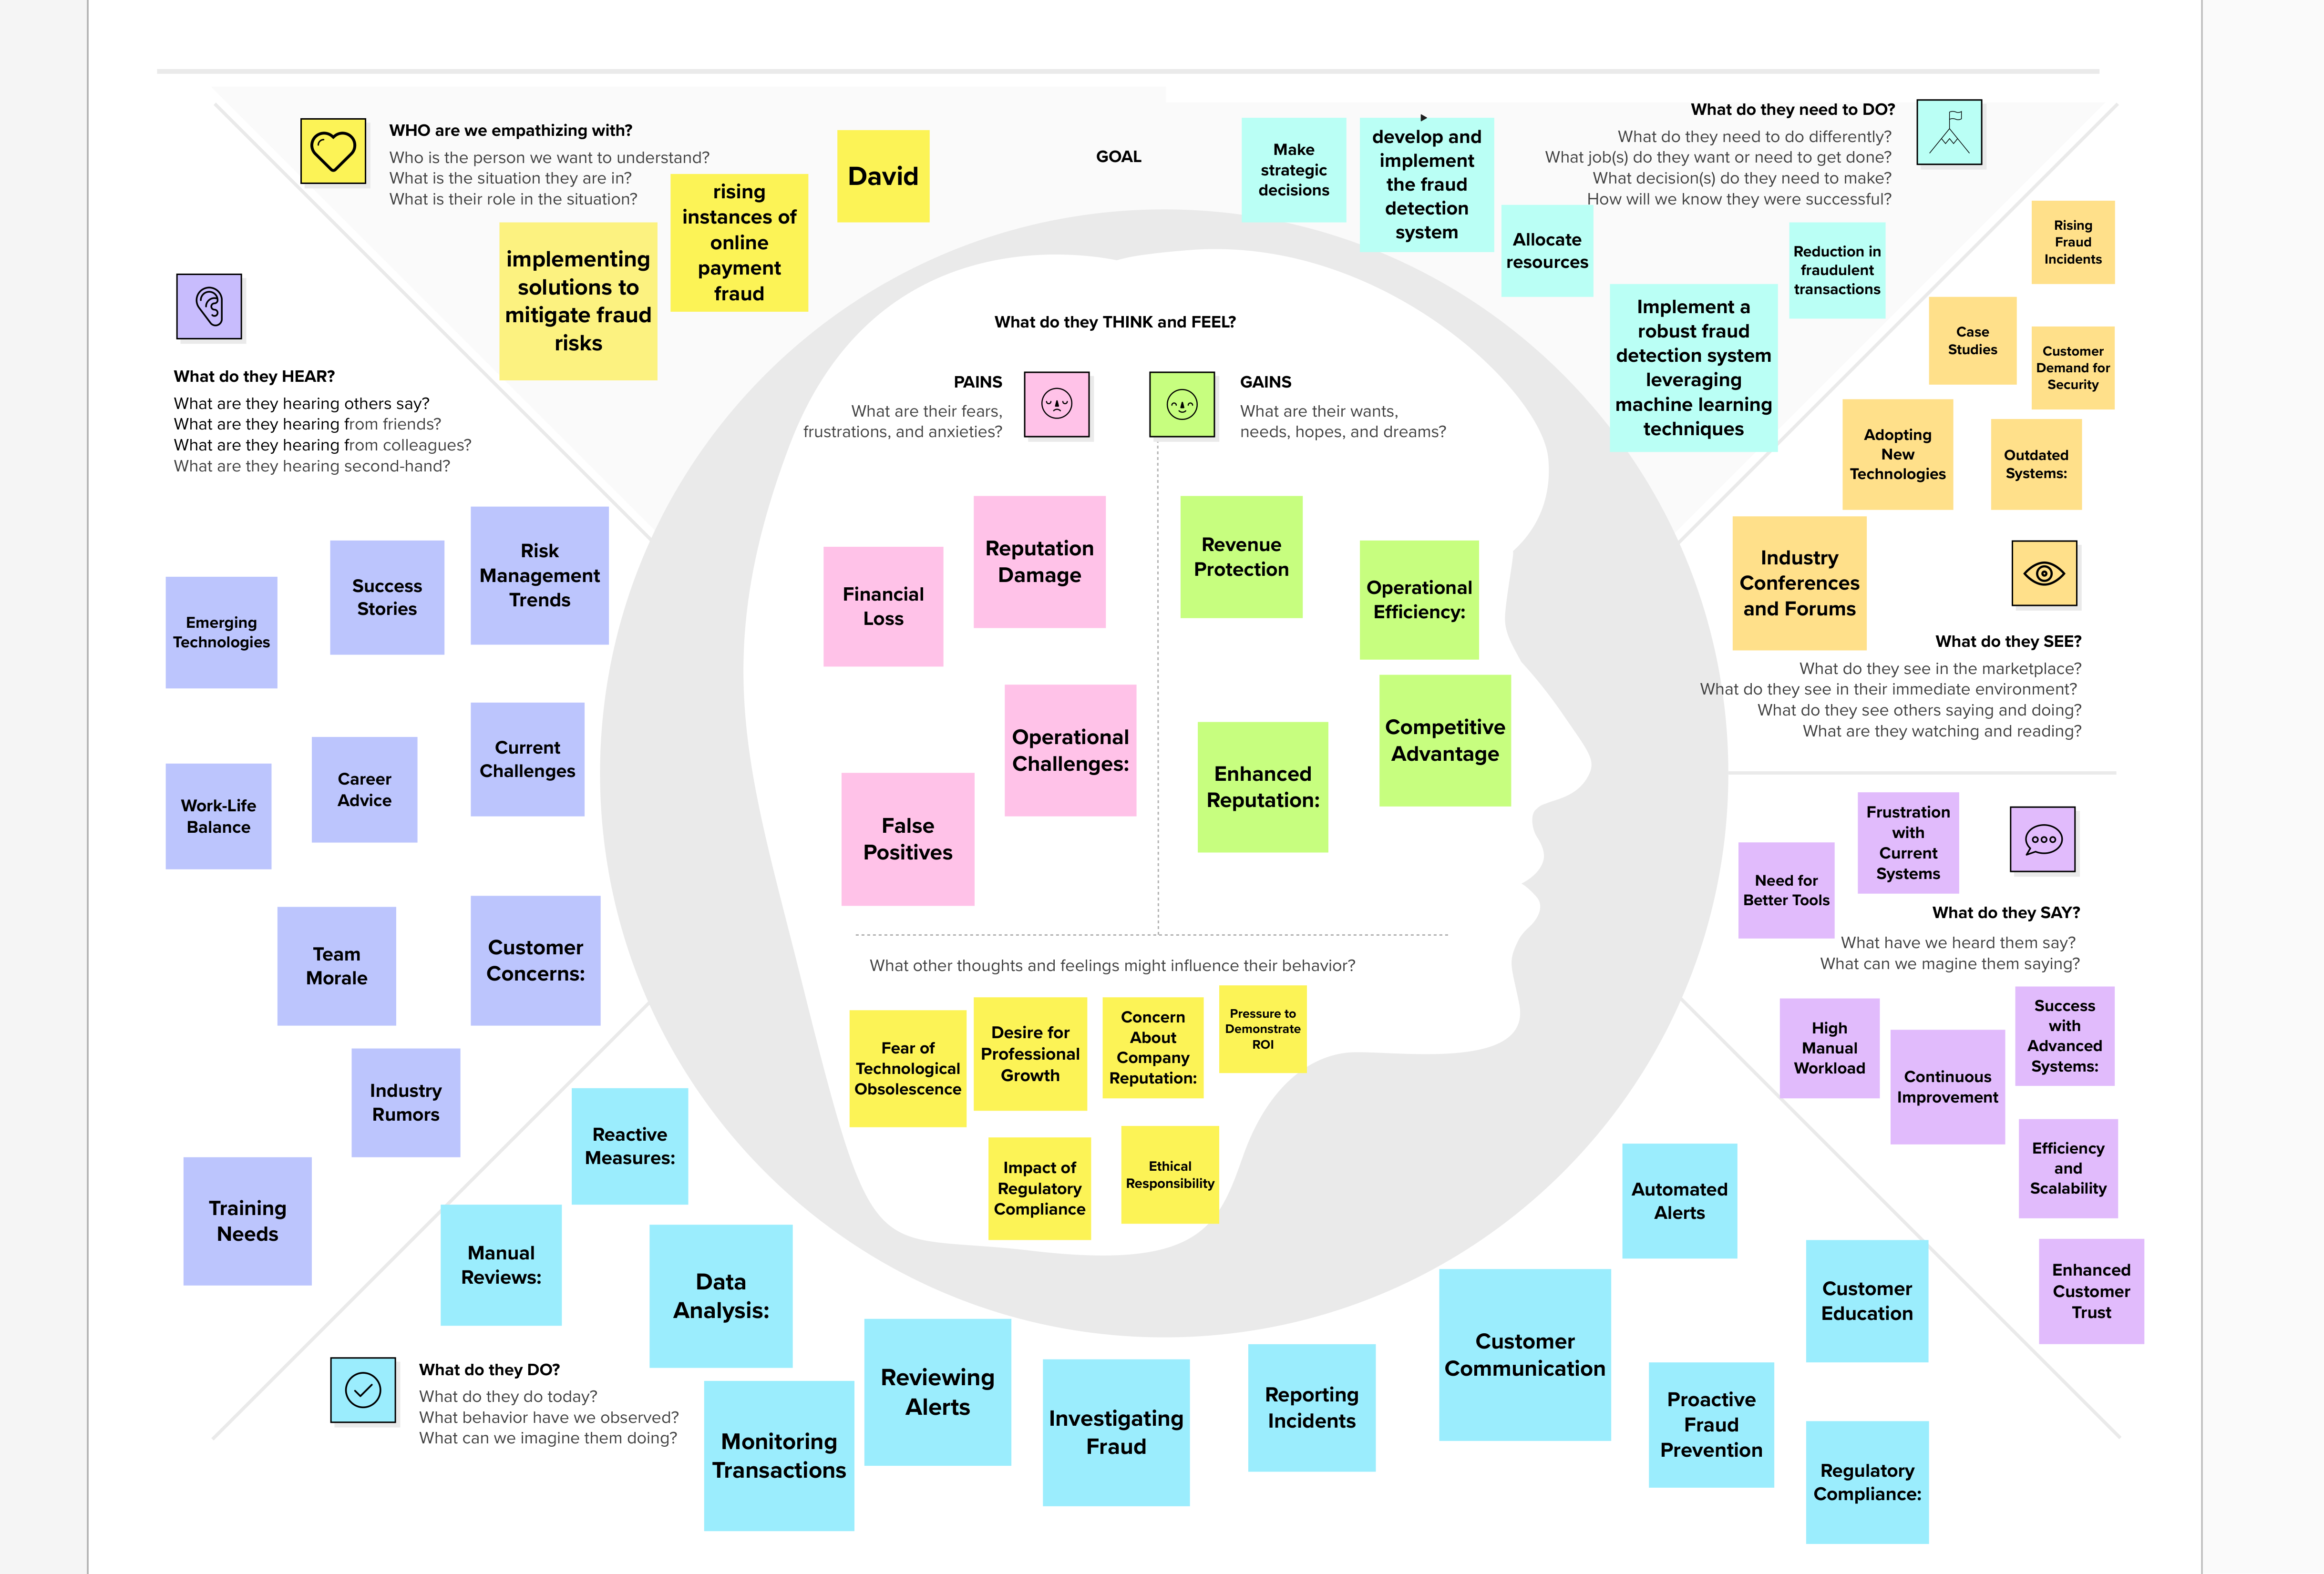 WHO are we empathizing with?
Who is the person we want to understand?
What is the situation they are in?
What is their role in the situation?
David
rising
instances of
online
payment
fraud
implementing
solutions to
mitigate fraud
risks
GOAL
Make
strategic
decisions
develop and
implement
the fraud
detection
system
Allocate
resources
Implement a
robust fraud
detection system
leveraging
machine learning
techniques
Reduction in
fraudulent
transactions
What do they need to DO?
What do they need to do differently?
What job(s) do they want or need to get done?
What decision(s) do they need to make?
How will we know they were successful?
Rising
Fraud
Incidents
Case
Studies
Customer
Demand for
Security
Adopting
New
Technologies
Outdated
Systems:
Industry
Conferences
and Forums
What do they SEE?
What do they see in the marketplace?
What do they see in their immediate environment?
What do they see others saying and doing?
What are they watching and reading?
What do they HEAR?
What are they hearing others say?
What are they hearing from friends?
What are they hearing from colleagues?
What are they hearing second-hand?
Risk
Management
Trends
Success
Stories
Emerging
Technologies
Current
Challenges
Career
Advice
Work-Life
Balance
Team
Morale
Customer
Concerns:
Industry
Rumors
Training
Needs
What do they THINK and FEEL?
PAINS
What are their fears,
frustrations, and anxieties?
GAINS
What are their wants,
needs, hopes, and dreams?
Reputation
Damage
Financial
Loss
Operational
Challenges:
False
Positives
Revenue
Protection
Operational
Efficiency:
Competitive
Advantage
Enhanced
Reputation:
What other thoughts and feelings might influence their behavior?
Fear of
Technological
Obsolescence
Desire for
Professional
Growth
Concern
About
Company
Reputation:
Pressure to
Demonstrate
ROI
Impact of
Regulatory
Compliance
Ethical
Responsibility
Frustration
with
Current
Systems
Need for
Better Tools
What do they SAY?
What have we heard them say?
What can we magine them saying?
High
Manual
Workload
Continuous
Improvement
Success
with
Advanced
Systems:
Efficiency
and
Scalability
Enhanced
Customer
Trust
Reactive
Measures:
Manual
Reviews:
Data
Analysis:
What do they DO?
What do they do today?
What behavior have we observed?
What can we imagine them doing?
Monitoring
Transactions
Reviewing
Alerts
Investigating
Fraud
Reporting
Incidents
Customer
Communication
Automated
Alerts
Customer
Education
Proactive
Fraud
Prevention
Regulatory
Compliance: